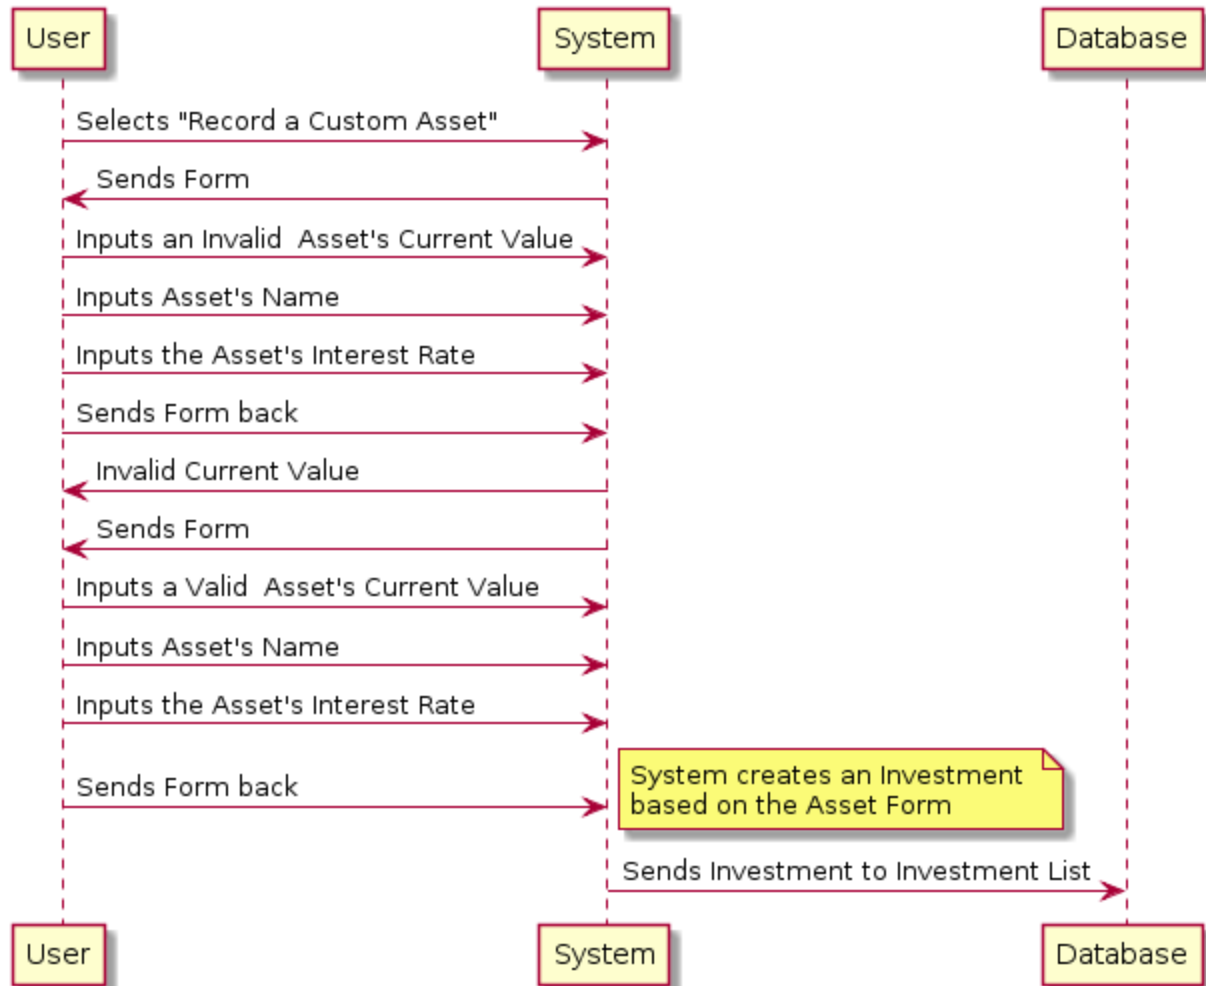 User
System
Database
Selects "Record a Custom Asset"
Sends Form
Inputs an Invalid  Asset's Current Value
Inputs Asset's Name
Inputs the Asset's Interest Rate
Sends Form back
Invalid Current Value
Sends Form
Inputs a Valid  Asset's Current Value
Inputs Asset's Name
Inputs the Asset's Interest Rate
Sends Form back
System creates an Investment
based on the Asset Form
Sends Investment to Investment List
User
System
Database